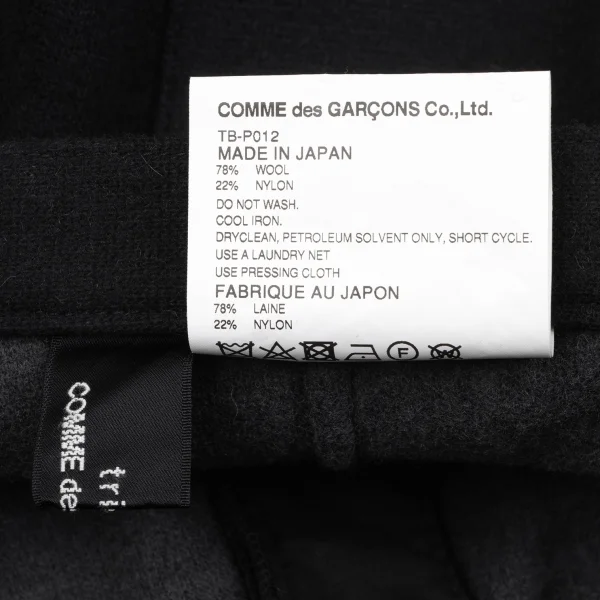 COMME des GARÇONS Co.,Ltd.
TB-P012
MADE IN JAPAN
78% WOOL
22% NYLON
DO NOT WASH.
COOL IRON.
DRYCLEAN, PETROLEUM SOLVENT ONLY, SHORT CYCLE.
USE A LAUNDRY NET
USE PRESSING CLOTH
FABRIQUE AU JAPON
78% LAINE
22% NYLON
F
W
tri
COMME de